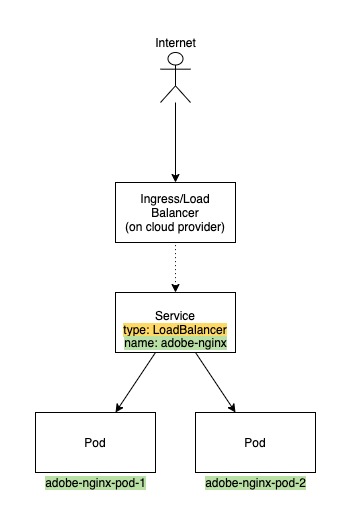 Internet
Ingress/Load
Balancer
(on cloud provider)
Service
type: LoadBalancer
name: adobe-nginx
Pod
Pod
adobe-nginx-pod-1
adobe-nginx-pod-2